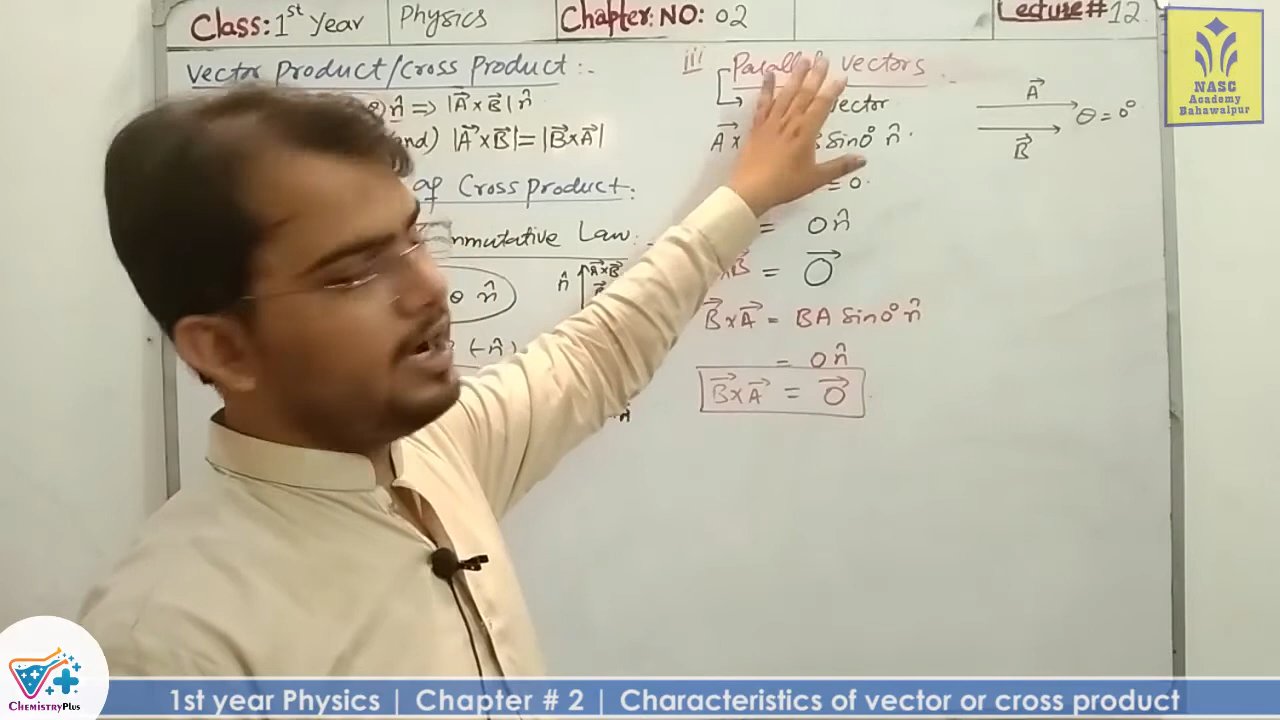 Class: 1st Year Physics Chapter: NO: 02 Lecture # 12
NASC
Academy
Bahawalpur
Vector Product/Cross Product :-
n̂ => |A⃗×B⃗| n̂
|A⃗×B⃗| = |B⃗×A⃗|
of Cross product :
Law :-
θ n̂
n̂ A⃗×B⃗
(-n̂)
iii Parallel vectors :-
vector
A⃗× Sin0° n̂
= 0.
= 0 n̂
= 0⃗
B⃗×A⃗ = BA Sin0° n̂
= 0 n̂
B⃗×A⃗ = 0⃗
A⃗
θ = 0°
B⃗
ChemistryPlus
1st year Physics | Chapter # 2 | Characteristics of vector or cross product